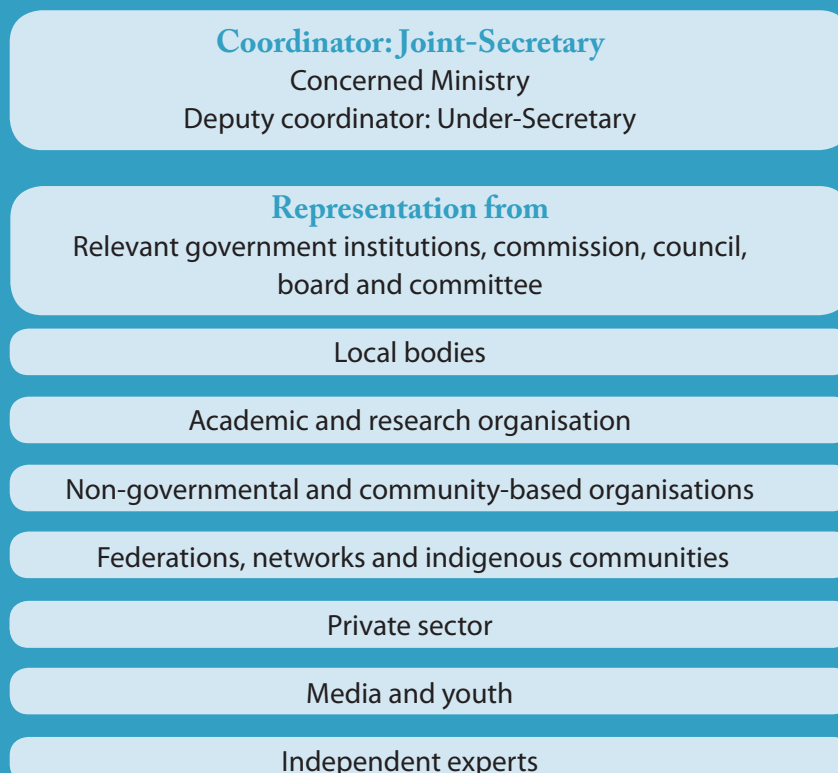 Coordinator: Joint-Secretary
Concerned Ministry
Deputy coordinator: Under-Secretary
Representation from
Relevant government institutions, commission, council,
board and committee
Local bodies
Academic and research organisation
Non-governmental and community-based organisations
Federations, networks and indigenous communities
Private sector
Media and youth
Independent experts